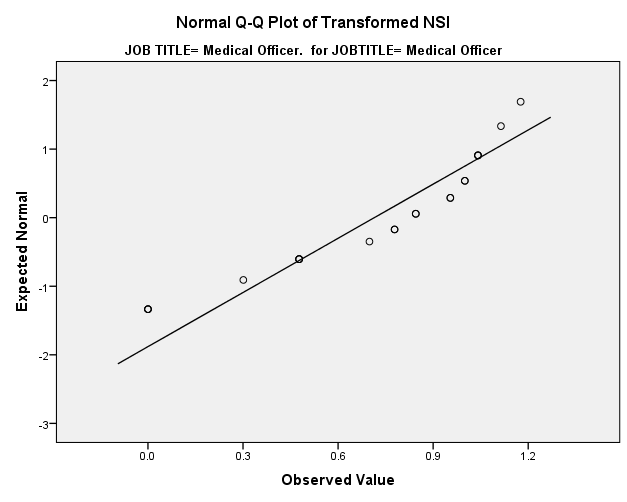 Normal Q-Q Plot of Transformed NSI
JOB TITLE= Medical Officer.  for JOBTITLE= Medical Officer
Expected Normal
2
1
0
-1
-2
-3
0.0 0.3 0.6 0.9 1.2
Observed Value